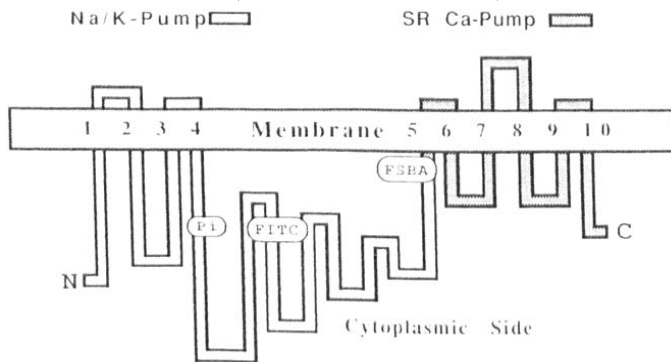 Na/K-Pump SR Ca-Pump
1 2 3 4 Membrane 5 6 7 8 9 10
FSBA
Pi FITC
N C
Cytoplasmic Side